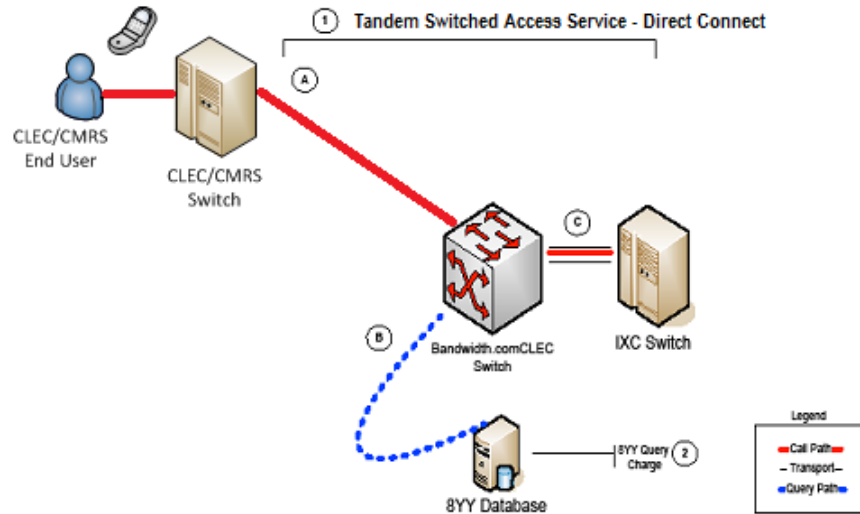 1 Tandem Switched Access Service - Direct Connect
A
CLEC/CMRS
End User
CLEC/CMRS
Switch
C
B
Bandwidth.comCLEC
Switch
IXC Switch
8YY Query
Charge
2
8YY Database
Legend
Call Path
Transport
Query Path